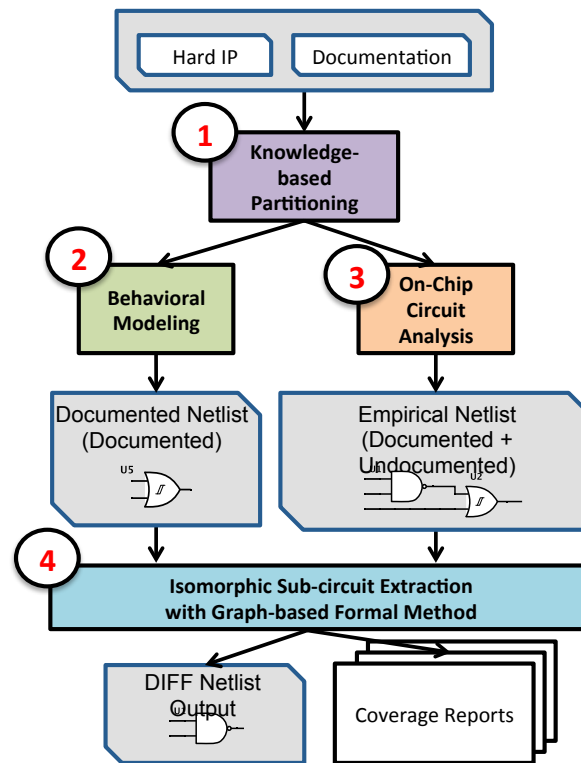 Hard IP
Documentation
1
Knowledge-
based
Partitioning
2
Behavioral
Modeling
3
On-Chip
Circuit
Analysis
Documented Netlist
(Documented)
U5
Empirical Netlist
(Documented +
Undocumented)
U1
U2
4
Isomorphic Sub-circuit Extraction
with Graph-based Formal Method
DIFF Netlist
Output
Coverage Reports